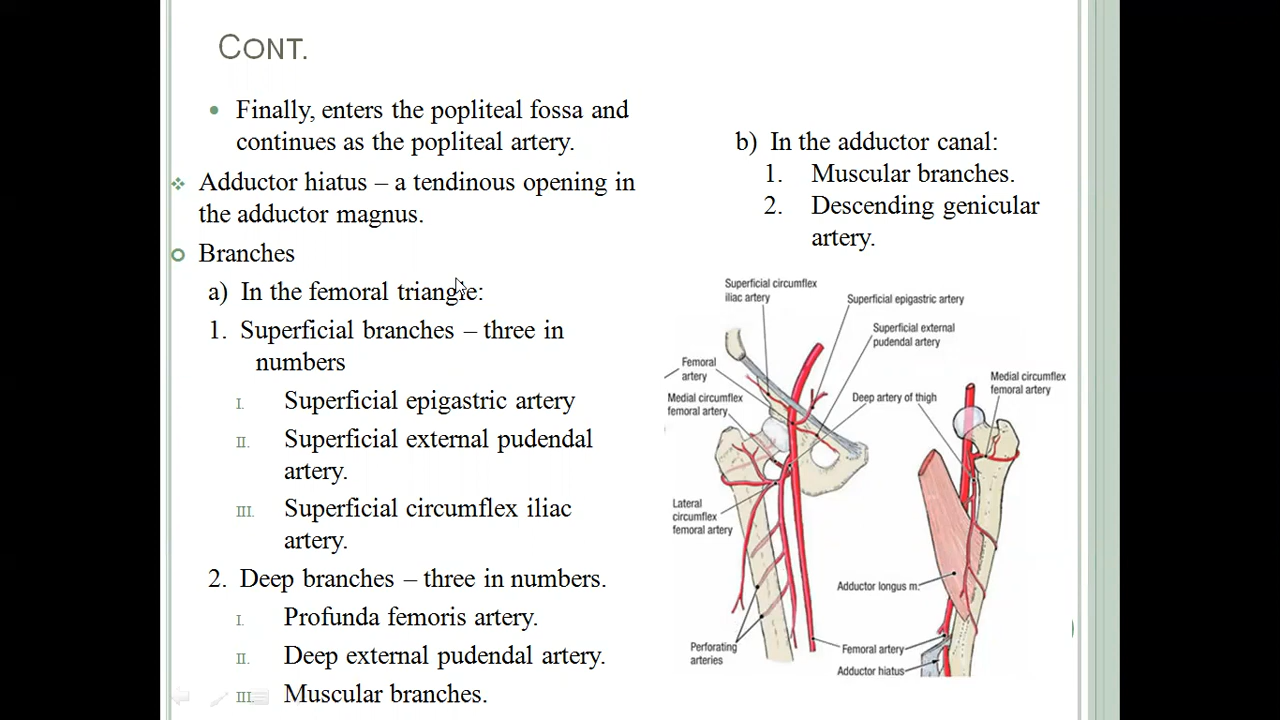 CONT.
• Finally, enters the popliteal fossa and
continues as the popliteal artery.
❖ Adductor hiatus – a tendinous opening in
the adductor magnus.
Branches
a) In the femoral triangle:
1. Superficial branches – three in
numbers
I. Superficial epigastric artery
II. Superficial external pudendal
artery.
III. Superficial circumflex iliac
artery.
2. Deep branches – three in numbers.
I. Profunda femoris artery.
II. Deep external pudendal artery.
III. Muscular branches.
b) In the adductor canal:
1. Muscular branches.
2. Descending genicular
artery.
Superficial circumflex
iliac artery
Superficial epigastric artery
Superficial external
pudendal artery
Femoral
artery
Medial circumflex
femoral artery
Deep artery of thigh
Medial circumflex
femoral artery
Lateral
circumflex
femoral artery
Adductor longus m.
Perforating
arteries
Femoral artery
Adductor hiatus